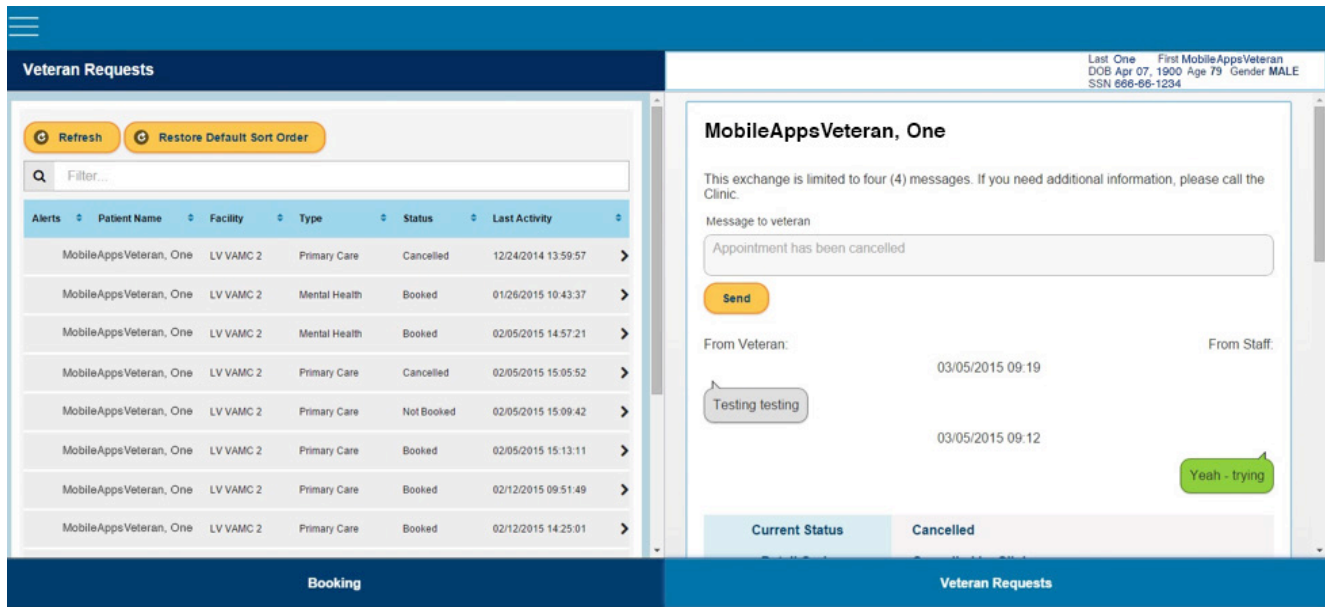 Veteran Requests
Last One First MobileAppsVeteran
DOB Apr 07, 1900 Age 79 Gender MALE
SSN 666-66-1234
Refresh
Restore Default Sort Order
Filter...
Alerts Patient Name Facility Type Status Last Activity
MobileAppsVeteran, One LV VAMC 2 Primary Care Cancelled 12/24/2014 13:59:57
MobileAppsVeteran, One LV VAMC 2 Mental Health Booked 01/26/2015 10:43:37
MobileAppsVeteran, One LV VAMC 2 Mental Health Booked 02/05/2015 14:57:21
MobileAppsVeteran, One LV VAMC 2 Primary Care Cancelled 02/05/2015 15:05:52
MobileAppsVeteran, One LV VAMC 2 Primary Care Not Booked 02/05/2015 15:09:42
MobileAppsVeteran, One LV VAMC 2 Primary Care Booked 02/05/2015 15:13:11
MobileAppsVeteran, One LV VAMC 2 Primary Care Booked 02/12/2015 09:51:49
MobileAppsVeteran, One LV VAMC 2 Primary Care Booked 02/12/2015 14:25:01
MobileAppsVeteran, One
This exchange is limited to four (4) messages. If you need additional information, please call the
Clinic.
Message to veteran
Appointment has been cancelled
Send
From Veteran: From Staff:
03/05/2015 09:19
Testing testing
03/05/2015 09:12
Yeah - trying
Current Status Cancelled
Booking
Veteran Requests